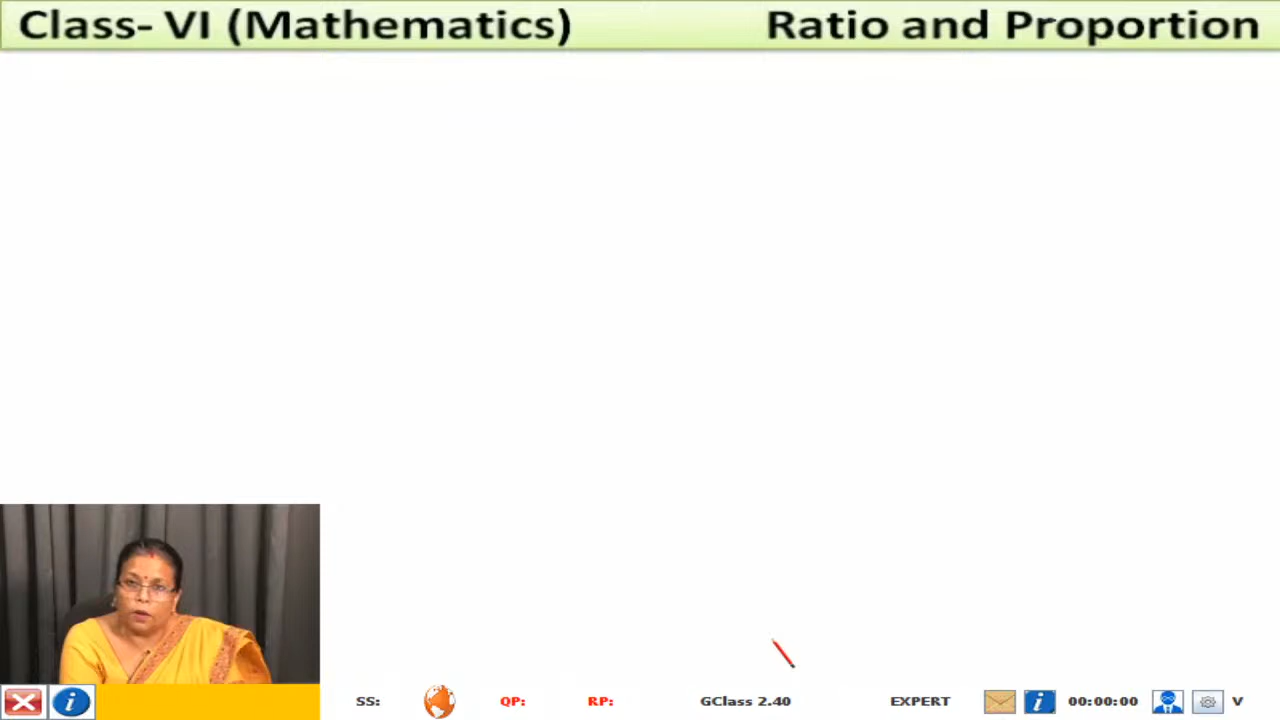 Class- VI (Mathematics) Ratio and Proportion
SS: QP: RP: GClass 2.40 EXPERT 00:00:00 V